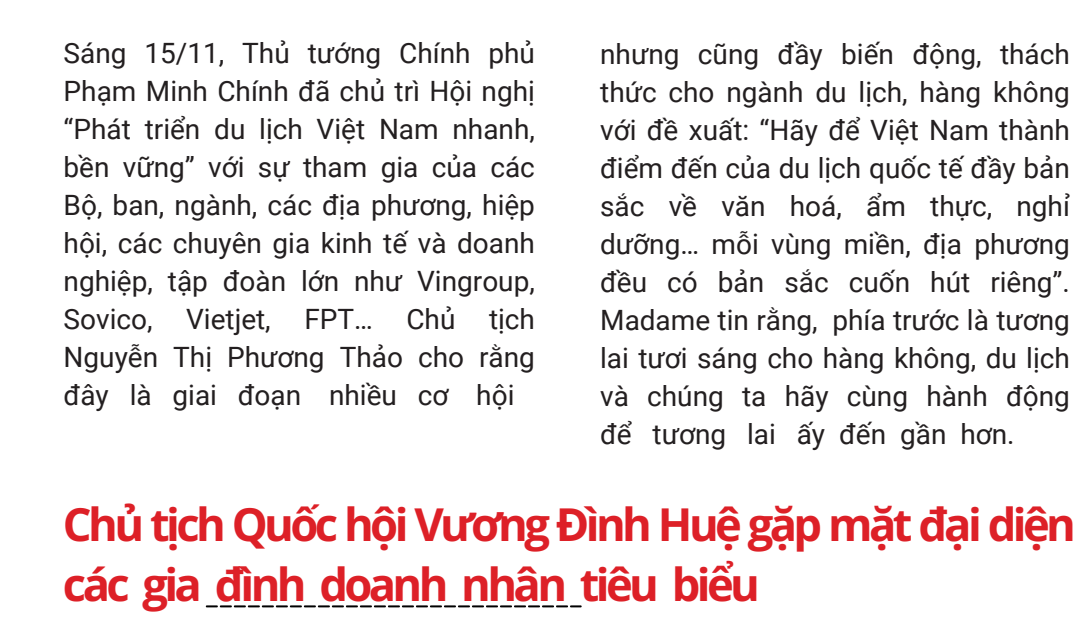 Sáng 15/11, Thủ tướng Chính phủ
Phạm Minh Chính đã chủ trì Hội nghị
“Phát triển du lịch Việt Nam nhanh,
bền vững” với sự tham gia của các
Bộ, ban, ngành, các địa phương, hiệp
hội, các chuyên gia kinh tế và doanh
nghiệp, tập đoàn lớn như Vingroup,
Sovico, Vietjet, FPT… Chủ tịch
Nguyễn Thị Phương Thảo cho rằng
đây là giai đoạn nhiều cơ hội
nhưng cũng đầy biến động, thách
thức cho ngành du lịch, hàng không
với đề xuất: “Hãy để Việt Nam thành
điểm đến của du lịch quốc tế đầy bản
sắc về văn hoá, ẩm thực, nghỉ
dưỡng… mỗi vùng miền, địa phương
đều có bản sắc cuốn hút riêng”.
Madame tin rằng, phía trước là tương
lai tươi sáng cho hàng không, du lịch
và chúng ta hãy cùng hành động
để tương lai ấy đến gần hơn.
Chủ tịch Quốc hội Vương Đình Huệ gặp mặt đại diện
các gia đình doanh nhân tiêu biểu